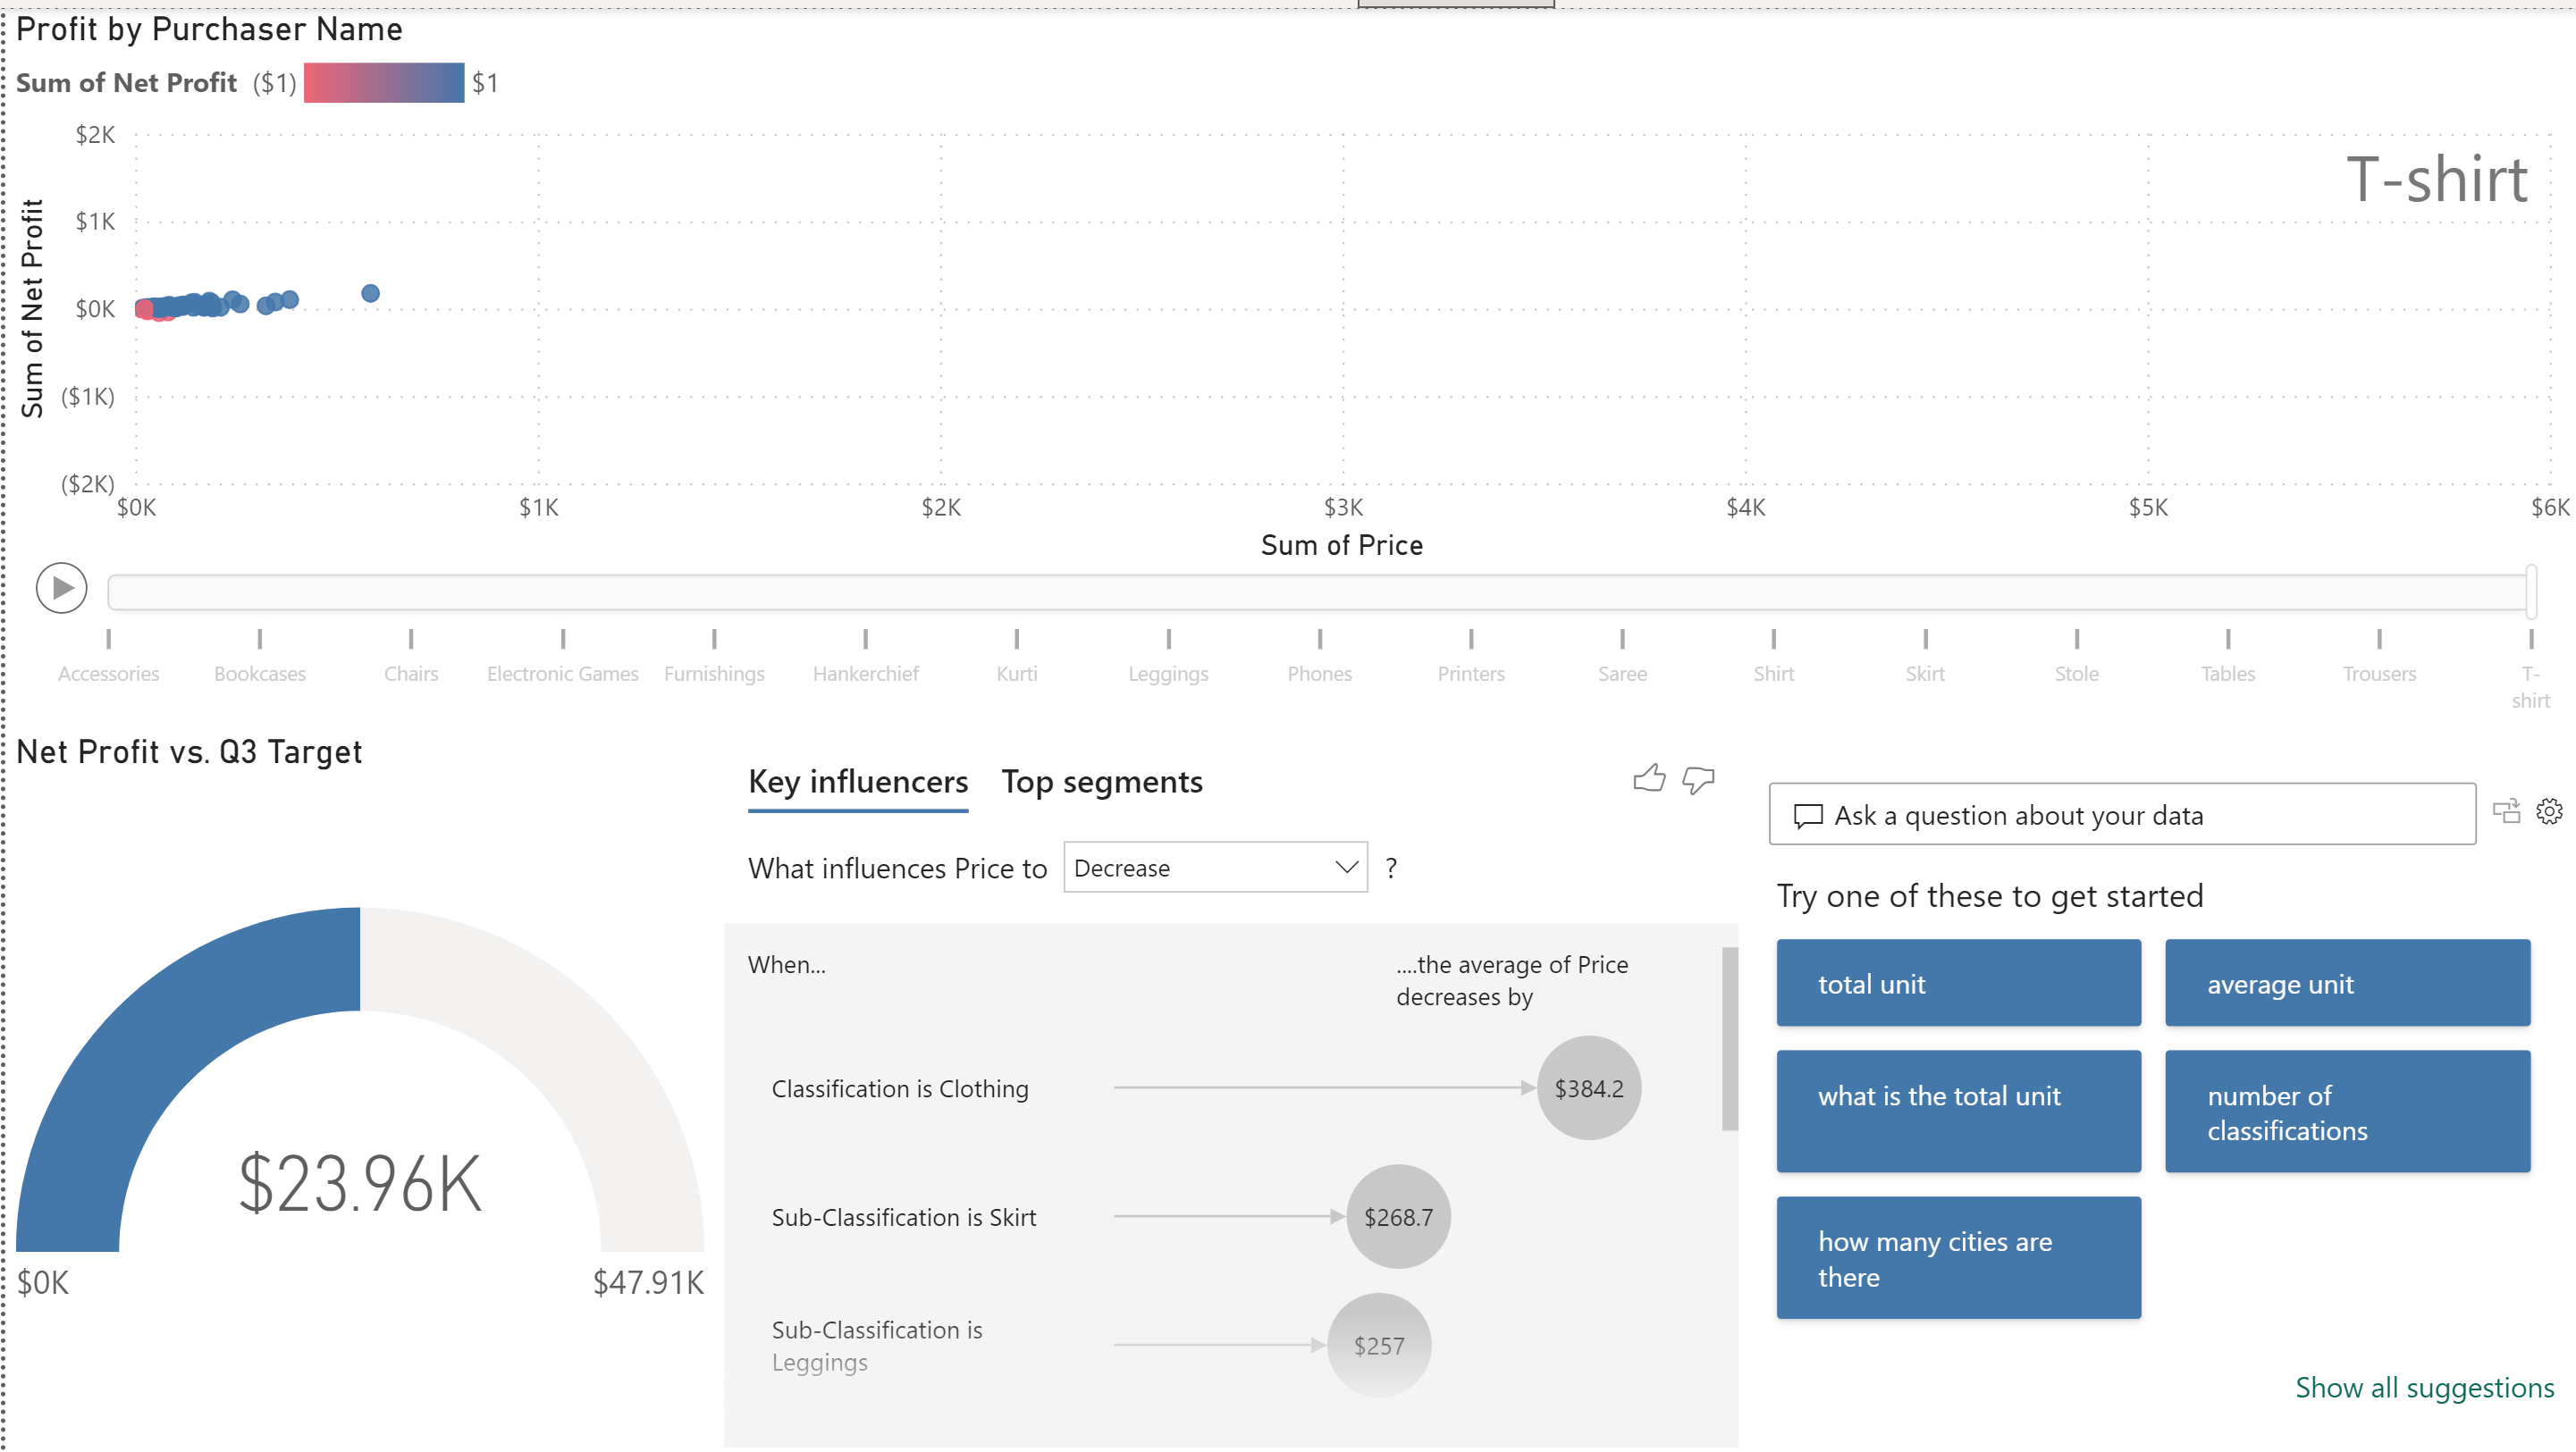 Profit by Purchaser Name
Sum of Net Profit ($1) $1
$2K
$1K
$0K
($1K)
($2K)
Sum of Net Profit
T-shirt
$0K $1K $2K $3K $4K $5K $6K
Sum of Price
Accessories Bookcases Chairs Electronic Games Furnishings Hankerchief Kurti Leggings Phones Printers Saree Shirt Skirt Stole Tables Trousers T-
shirt
Net Profit vs. Q3 Target
$23.96K
$0K $47.91K
Key influencers Top segments
What influences Price to Decrease ?
When...
....the average of Price
decreases by
Classification is Clothing $384.2
Sub-Classification is Skirt $268.7
Sub-Classification is
Leggings
$257
Ask a question about your data
Try one of these to get started
total unit
average unit
what is the total unit
number of
classifications
how many cities are
there
Show all suggestions